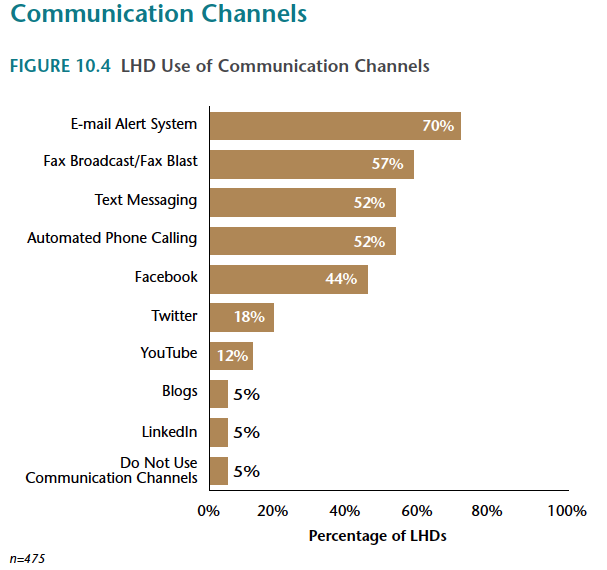 Communication Channels
FIGURE 10.4 LHD Use of Communication Channels
E-mail Alert System 70%
Fax Broadcast/Fax Blast 57%
Text Messaging 52%
Automated Phone Calling 52%
Facebook 44%
Twitter 18%
YouTube 12%
Blogs 5%
LinkedIn 5%
Do Not Use
Communication Channels 5%
0% 20% 40% 60% 80% 100%
Percentage of LHDs
n=475